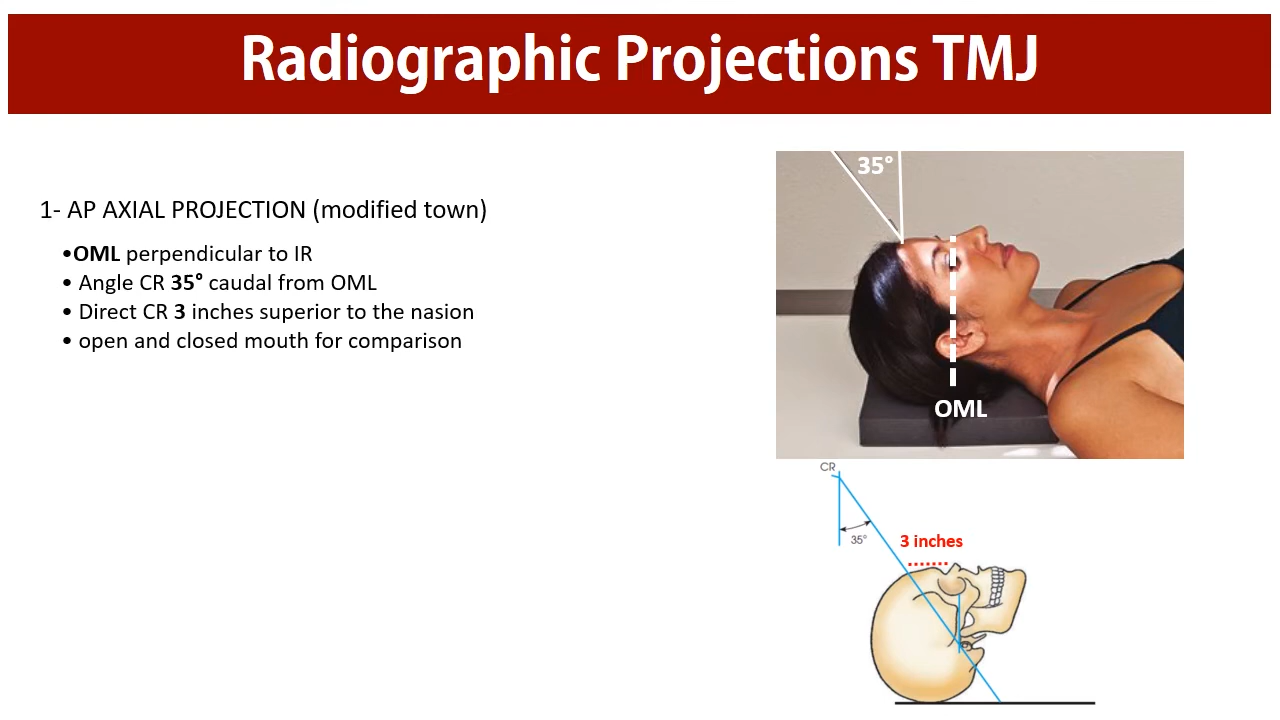 Radiographic Projections TMJ
1- AP AXIAL PROJECTION (modified town)
•OML perpendicular to IR
• Angle CR 35° caudal from OML
• Direct CR 3 inches superior to the nasion
• open and closed mouth for comparison
35°
OML
CR
35°
3 inches